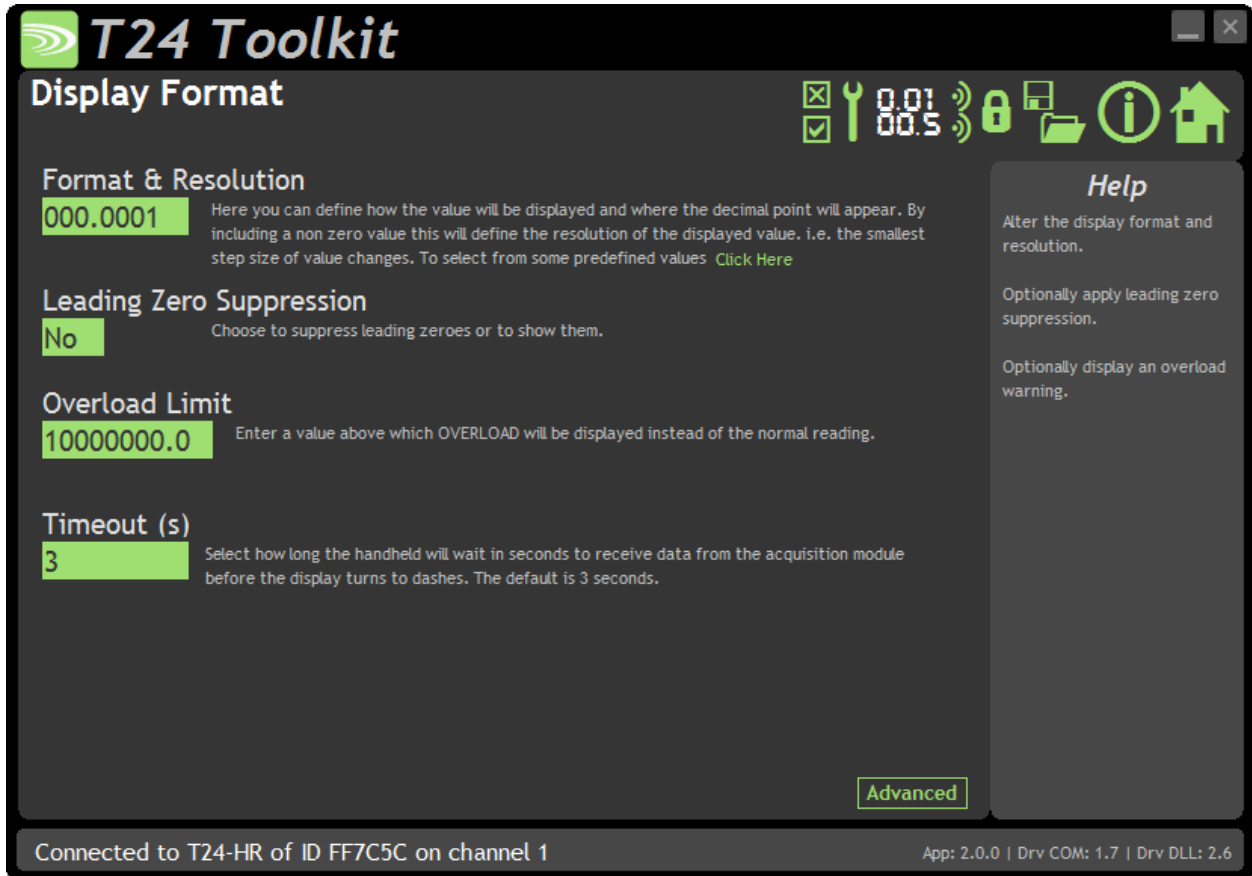 T24 Toolkit
Display Format
0.01
00.5
Format & Resolution
000.0001
Here you can define how the value will be displayed and where the decimal point will appear. By
including a non zero value this will define the resolution of the displayed value. i.e. the smallest
step size of value changes. To select from some predefined values Click Here
Leading Zero Suppression
No
Choose to suppress leading zeroes or to show them.
Overload Limit
10000000.0
Enter a value above which OVERLOAD will be displayed instead of the normal reading.
Timeout (s)
3
Select how long the handheld will wait in seconds to receive data from the acquisition module
before the display turns to dashes. The default is 3 seconds.
Advanced
Help
Alter the display format and
resolution.
Optionally apply leading zero
suppression.
Optionally display an overload
warning.
Connected to T24-HR of ID FF7C5C on channel 1
App: 2.0.0 | Drv COM: 1.7 | Drv DLL: 2.6